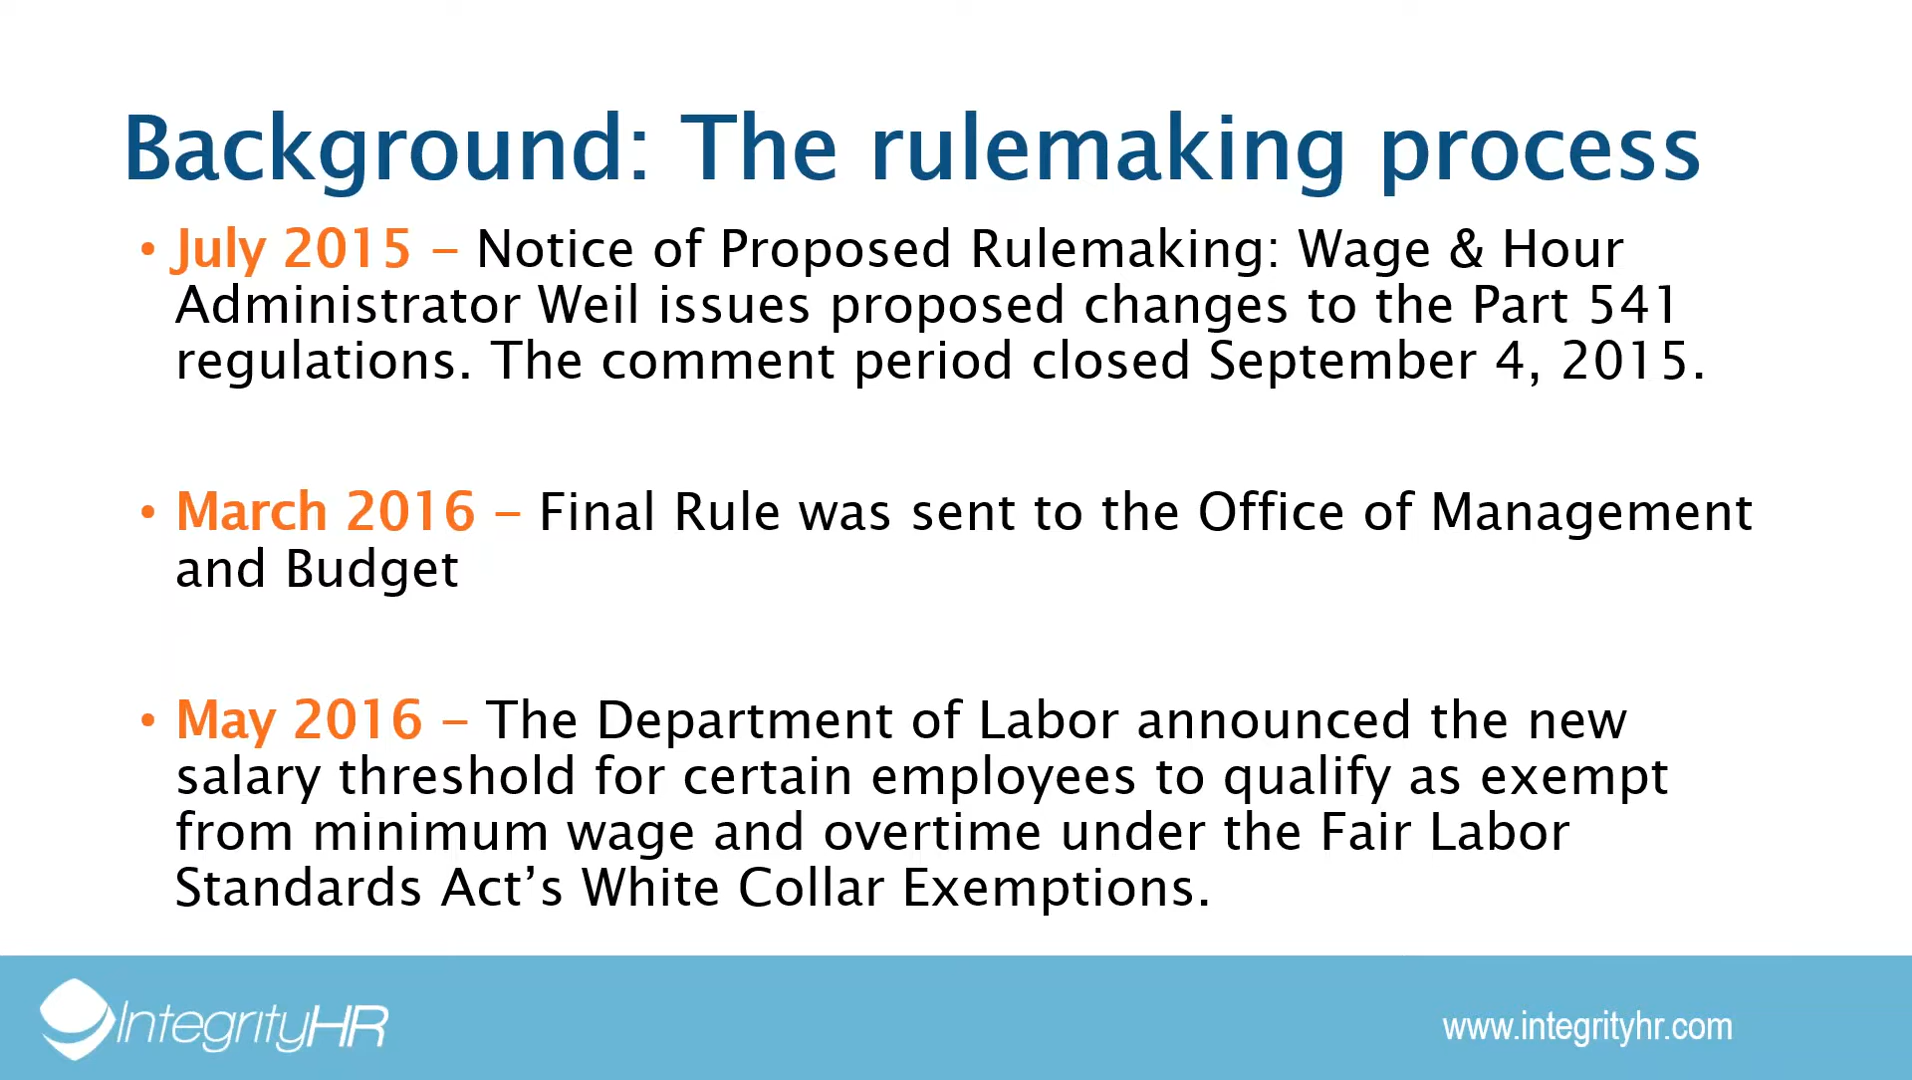 Background: The rulemaking process
• July 2015 – Notice of Proposed Rulemaking: Wage & Hour
Administrator Weil issues proposed changes to the Part 541
regulations. The comment period closed September 4, 2015.
• March 2016 – Final Rule was sent to the Office of Management
and Budget
• May 2016 – The Department of Labor announced the new
salary threshold for certain employees to qualify as exempt
from minimum wage and overtime under the Fair Labor
Standards Act’s White Collar Exemptions.
IntegrityHR
www.integrityhr.com